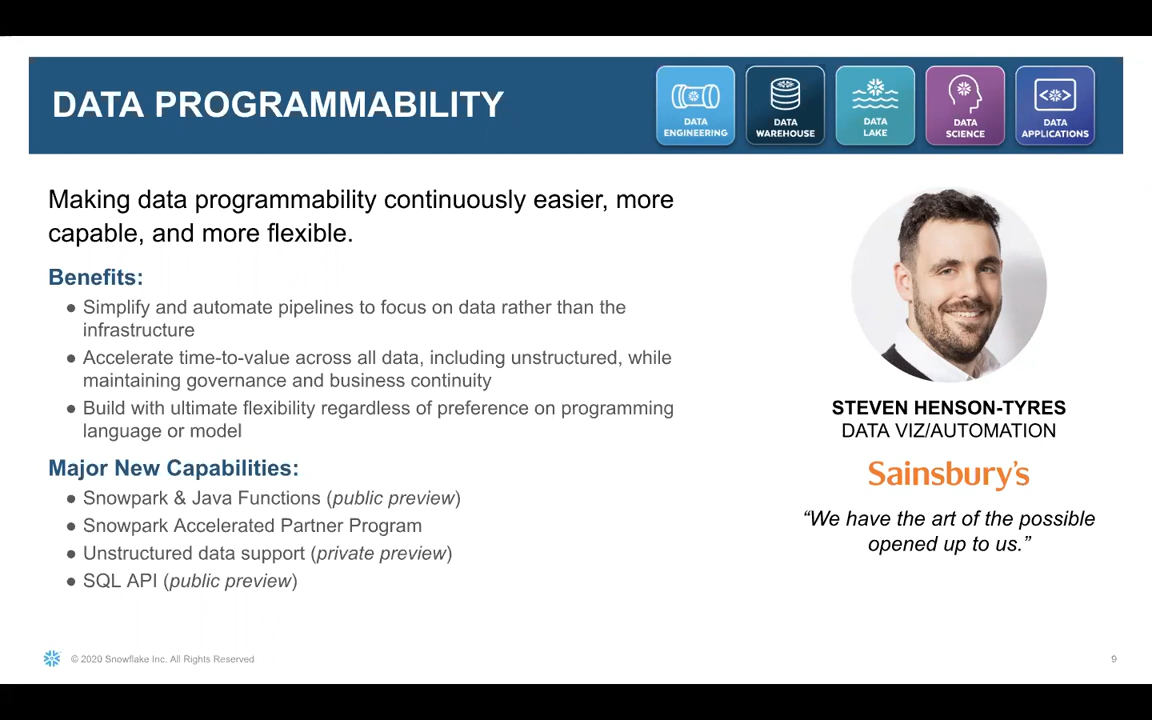 DATA PROGRAMMABILITY
DATA
ENGINEERING
DATA
WAREHOUSE
DATA
LAKE
DATA
SCIENCE
DATA
APPLICATIONS
Making data programmability continuously easier, more
capable, and more flexible.
Benefits:
● Simplify and automate pipelines to focus on data rather than the
infrastructure
● Accelerate time-to-value across all data, including unstructured, while
maintaining governance and business continuity
● Build with ultimate flexibility regardless of preference on programming
language or model
Major New Capabilities:
● Snowpark & Java Functions (public preview)
● Snowpark Accelerated Partner Program
● Unstructured data support (private preview)
● SQL API (public preview)
STEVEN HENSON-TYRES
DATA VIZ/AUTOMATION
Sainsbury's
“We have the art of the possible
opened up to us.”
© 2020 Snowflake Inc. All Rights Reserved
9